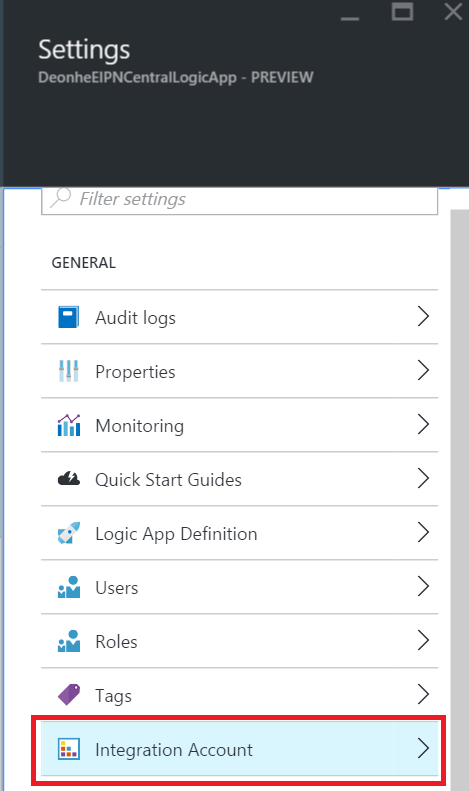 Settings
DeonheEIPNCentralLogicApp - PREVIEW
Filter settings
GENERAL
Audit logs
Properties
Monitoring
Quick Start Guides
Logic App Definition
Users
Roles
Tags
Integration Account